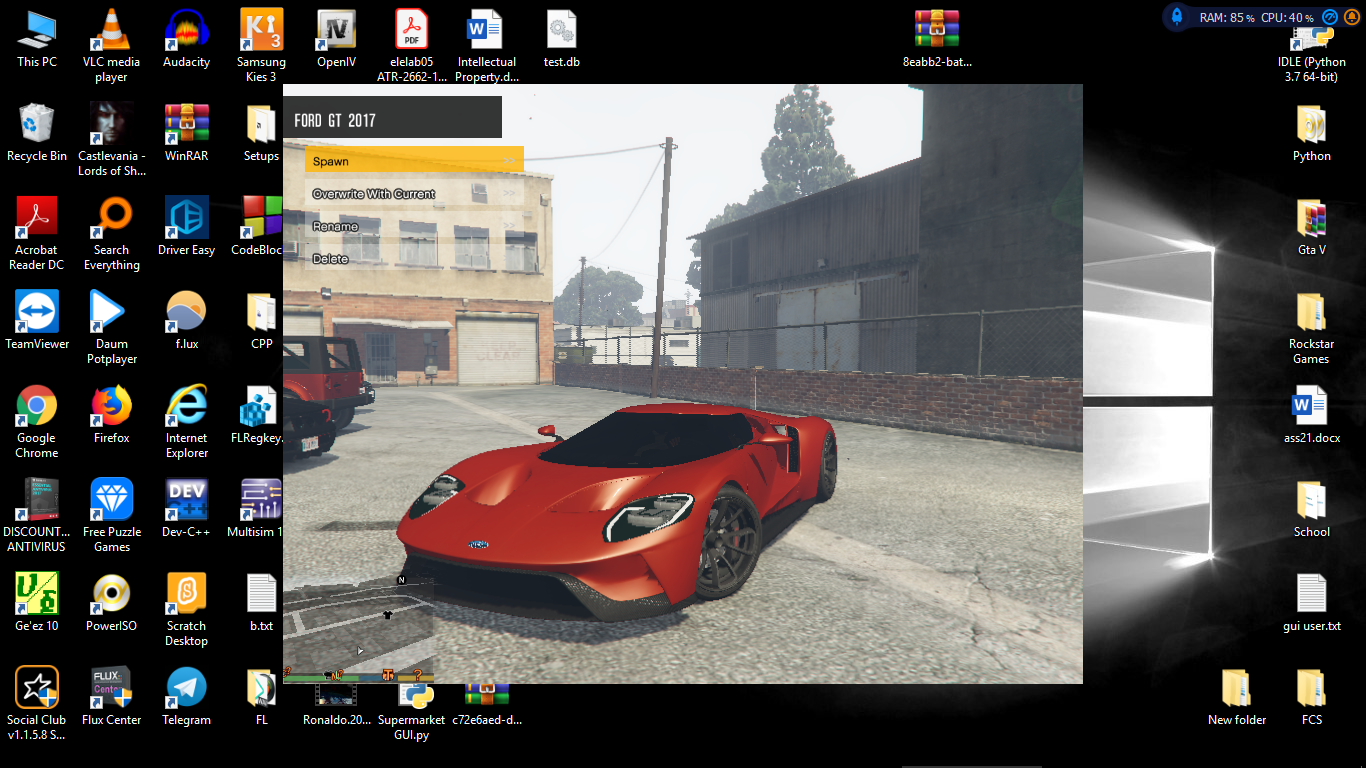 This PC
VLC media
player
Audacity
Samsung
Kies 3
OpenIV
PDF
elelab05
ATR-2662-1...
Intellectual
Property.d...
test.db
8eabb2-bat...
RAM: 85 % CPU: 40 %
IDLE (Python
3.7 64-bit)
Recycle Bin
Castlevania -
Lords of Sh...
WinRAR
Setups
Python
FORD GT 2017
Spawn
>>
Overwrite With Current
>>
Rename
>>
Delete
Acrobat
Reader DC
Search
Everything
Driver Easy
CodeBloc
Gta V
TeamViewer
Daum
Potplayer
f.lux
CPP
Rockstar
Games
Google
Chrome
Firefox
Internet
Explorer
FLRegkey.
ass21.docx
DISCOUNT...
ANTIVIRUS
Free Puzzle
Games
DEV
C++
Dev-C++
Multisim 1
School
N
Ge'ez 10
PowerISO
Scratch
Desktop
b.txt
gui user.txt
Social Club
v1.1.5.8 S...
FLUX
Center
Flux Center
Telegram
FL
Ronaldo.20...
Supermarket
GUI.py
c72e6aed-d...
New folder
FCS